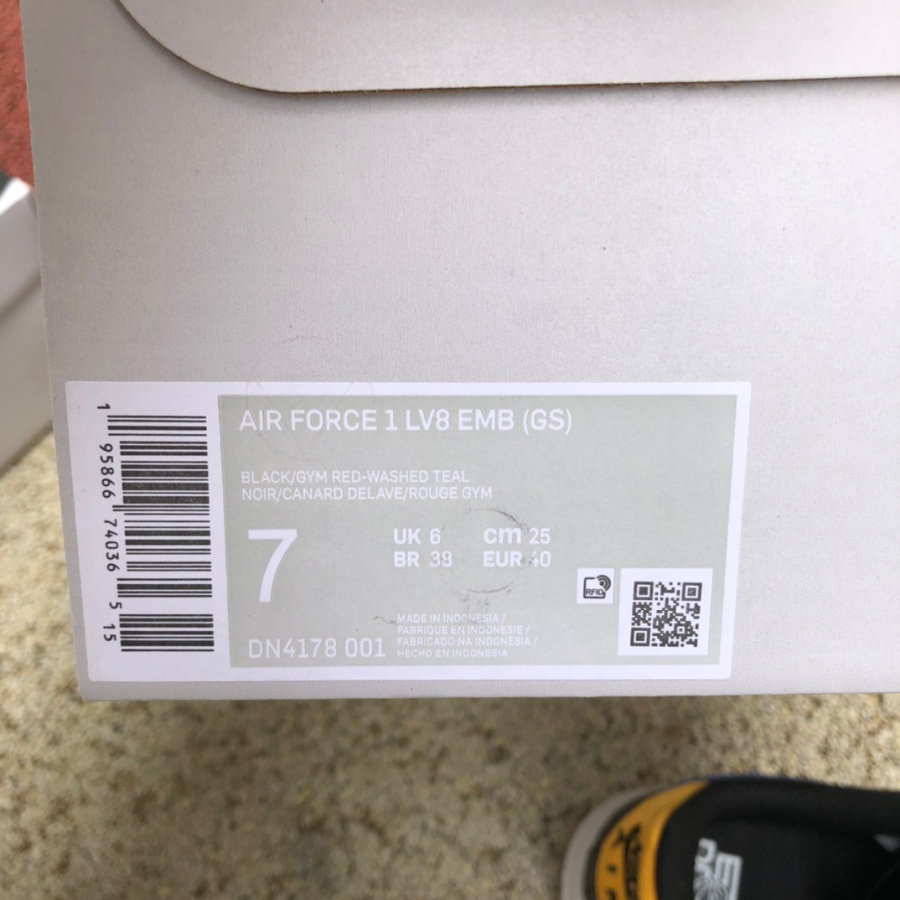 AIR FORCE 1 LV8 EMB (GS)
BLACK/GYM RED-WASHED TEAL
NOIR/CANARD DELAVE/ROUGE GYM
7
UK 6 cm 25
BR 38 EUR 40
RFID
DN4178 001
MADE IN INDONESIA /
FABRIQUE EN INDONESIE /
FABRICADO NA INDONÉSIA /
HECHO EN INDONESIA
1 95866 74036 5 15